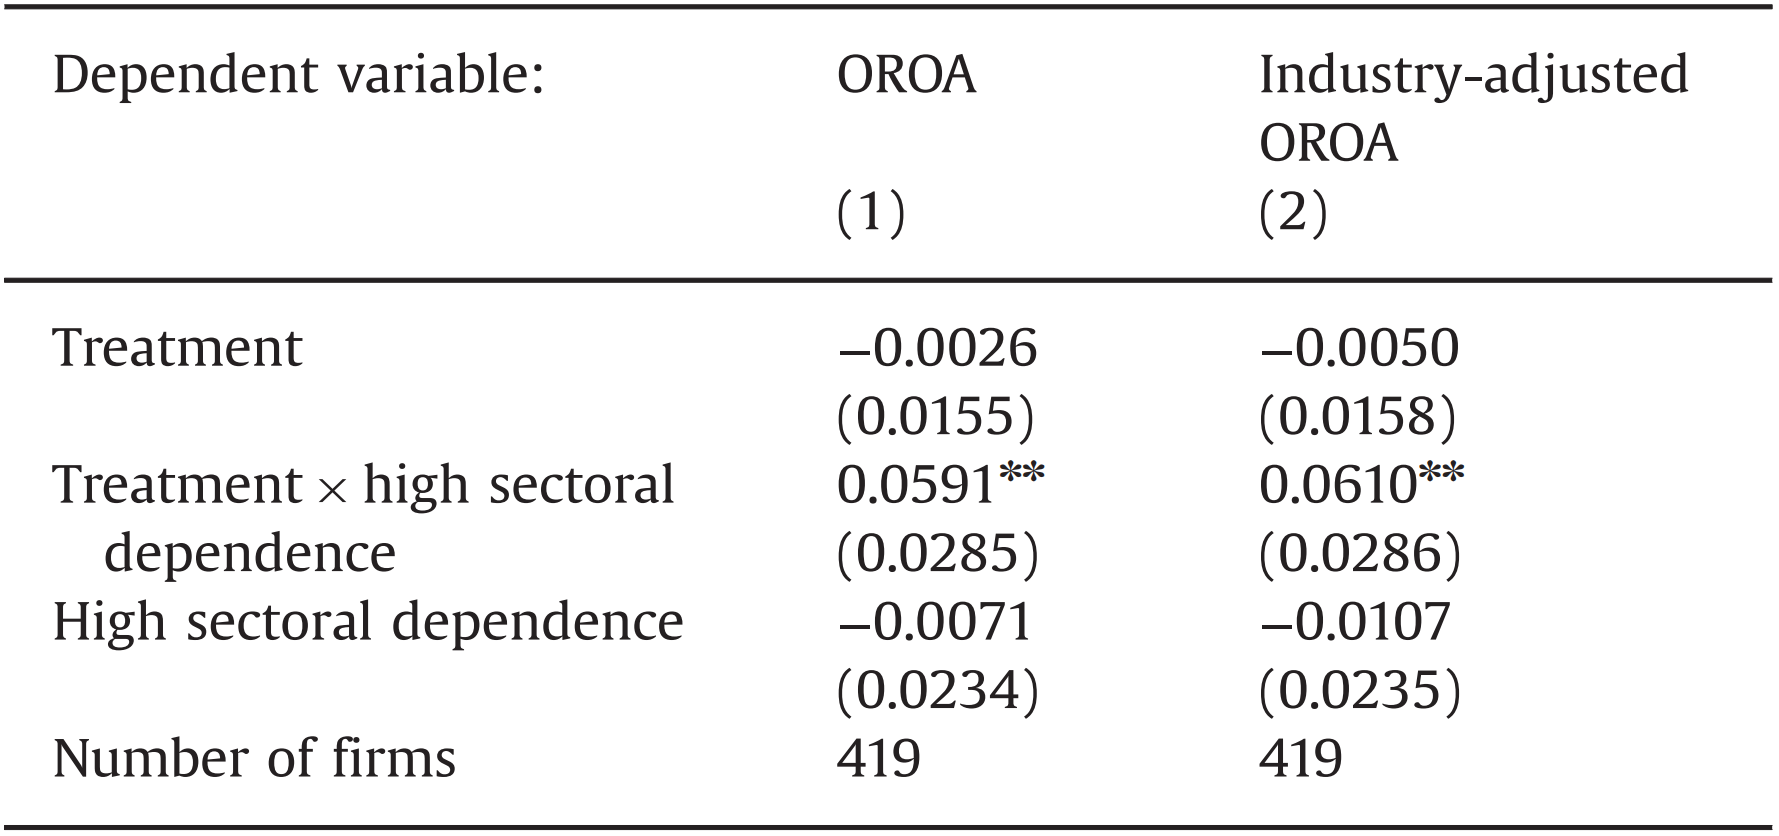 Dependent variable: OROA Industry-adjusted
OROA
(1) (2)
Treatment −0.0026 −0.0050
(0.0155) (0.0158)
Treatment × high sectoral 0.0591** 0.0610**
dependence (0.0285) (0.0286)
High sectoral dependence −0.0071 −0.0107
(0.0234) (0.0235)
Number of firms 419 419